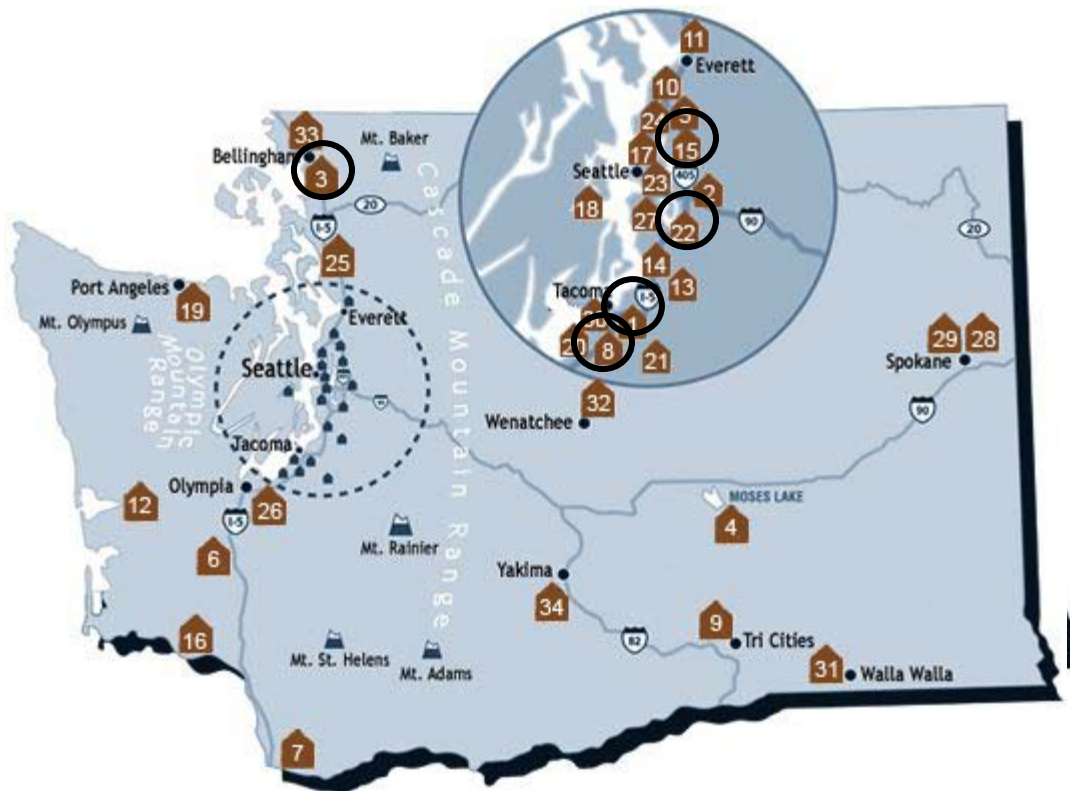 11
Everett
10
24
5
15
33
Bellingham
Mt. Baker
3
17
Seattle
405
23
2
18
27
22
90
20
I-5
20
25
14
13
Port Angeles
19
Tacoma
I-5
Mt. Olympus
Everett
8
21
Olympic
Mountain
Range
Cascade Mountain Range
Seattle
29
28
Spokane
32
Wenatchee
90
Tacoma
Olympia
12
26
MOSES LAKE
4
I-5
6
Mt. Rainier
Yakima
34
9
16
82
Tri Cities
Mt. St. Helens
Mt. Adams
31
Walla Walla
7